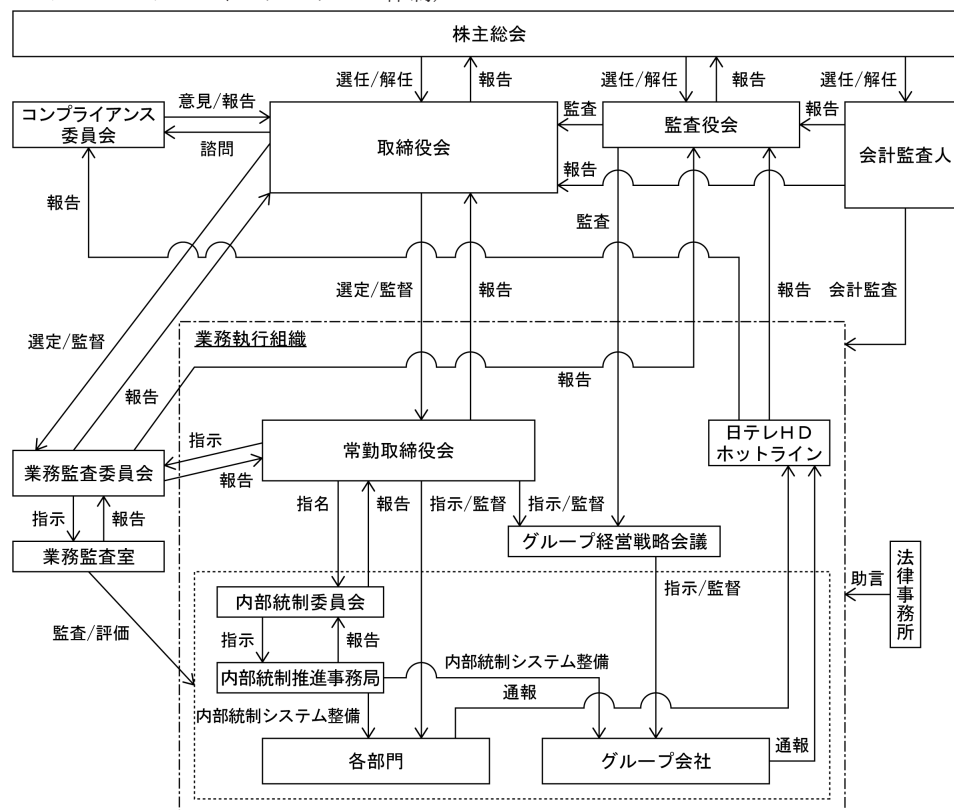 株主総会
選任/解任
報告
選任/解任
報告
選任/解任
コンプライアンス
委員会
意見/報告
諮問
取締役会
監査
監査役会
報告
会計監査人
報告
報告
監査
選定/監督
報告
報告
会計監査
選定/監督
業務執行組織
報告
報告
常勤取締役会
日テレHD
ホットライン
業務監査委員会
指示
報告
指示
報告
業務監査室
指名
報告
指示/監督
指示/監督
グループ経営戦略会議
法律事務所
助言
指示/監督
監査/評価
内部統制委員会
指示
報告
内部統制推進事務局
内部統制システム整備
通報
内部統制システム整備
各部門
グループ会社
通報